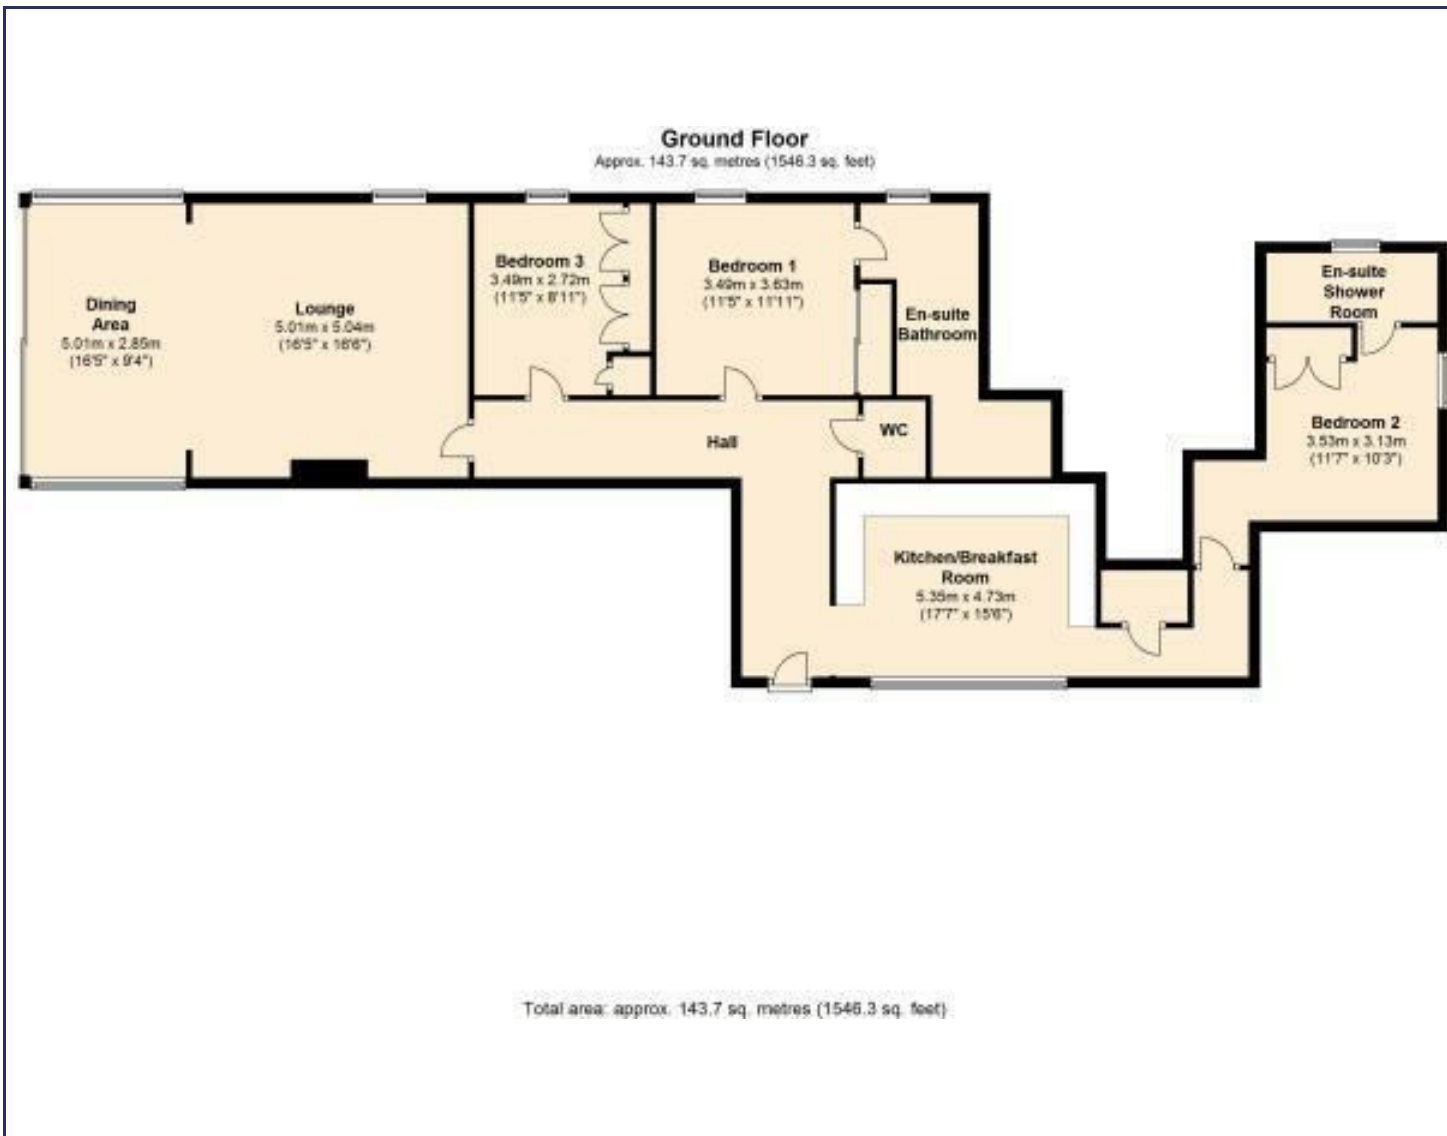 Ground Floor
Approx. 143.7 sq. metres (1546.3 sq. feet)
Dining
Area
5.01m x 2.85m
(16'5" x 9'4")
Lounge
5.01m x 5.04m
(16'5" x 16'6")
Bedroom 3
3.49m x 2.72m
(11'5" x 8'11")
Bedroom 1
3.49m x 3.63m
(11'5" x 11'11")
En-suite
Bathroom
En-suite
Shower
Room
Bedroom 2
3.53m x 3.13m
(11'7" x 10'3")
Hall
WC
Kitchen/Breakfast
Room
5.35m x 4.73m
(17'7" x 15'6")
Total area: approx. 143.7 sq. metres (1546.3 sq. feet)